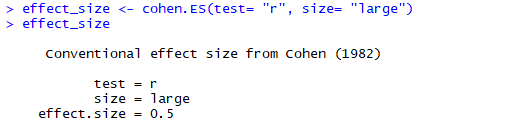 > effect_size <- cohen.ES(test= "r", size= "large")
> effect_size
Conventional effect size from Cohen (1982)
test = r
size = large
effect.size = 0.5